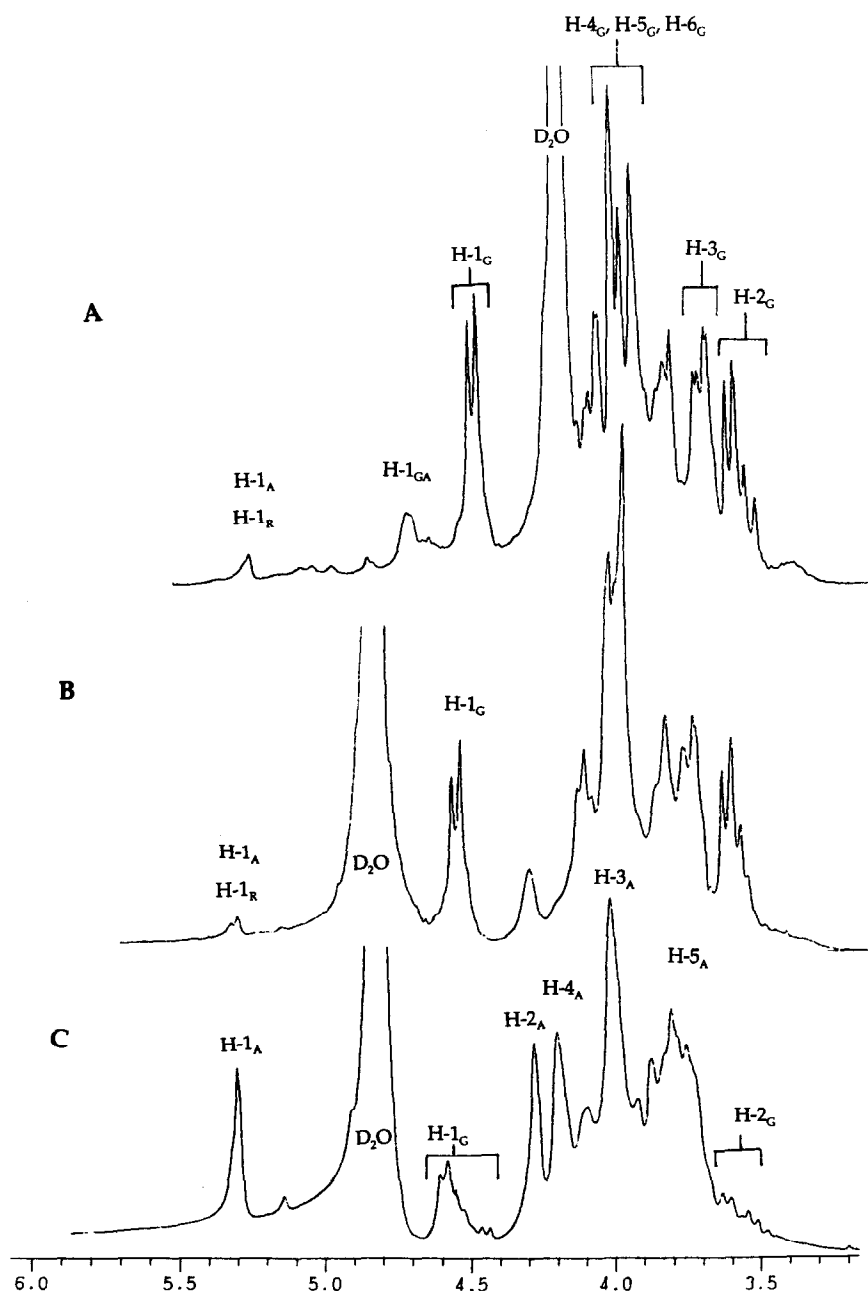 H-4G, H-5G, H-6G
D2O
H-1G
H-3G
H-2G
A
H-1GA
H-1A
H-1R
B
H-1G
H-1A
H-1R
D2O
H-3A
H-5A
H-4A
H-2A
C
H-1A
H-1G
D2O
H-2G
6.0 5.5 5.0 4.5 4.0 3.5